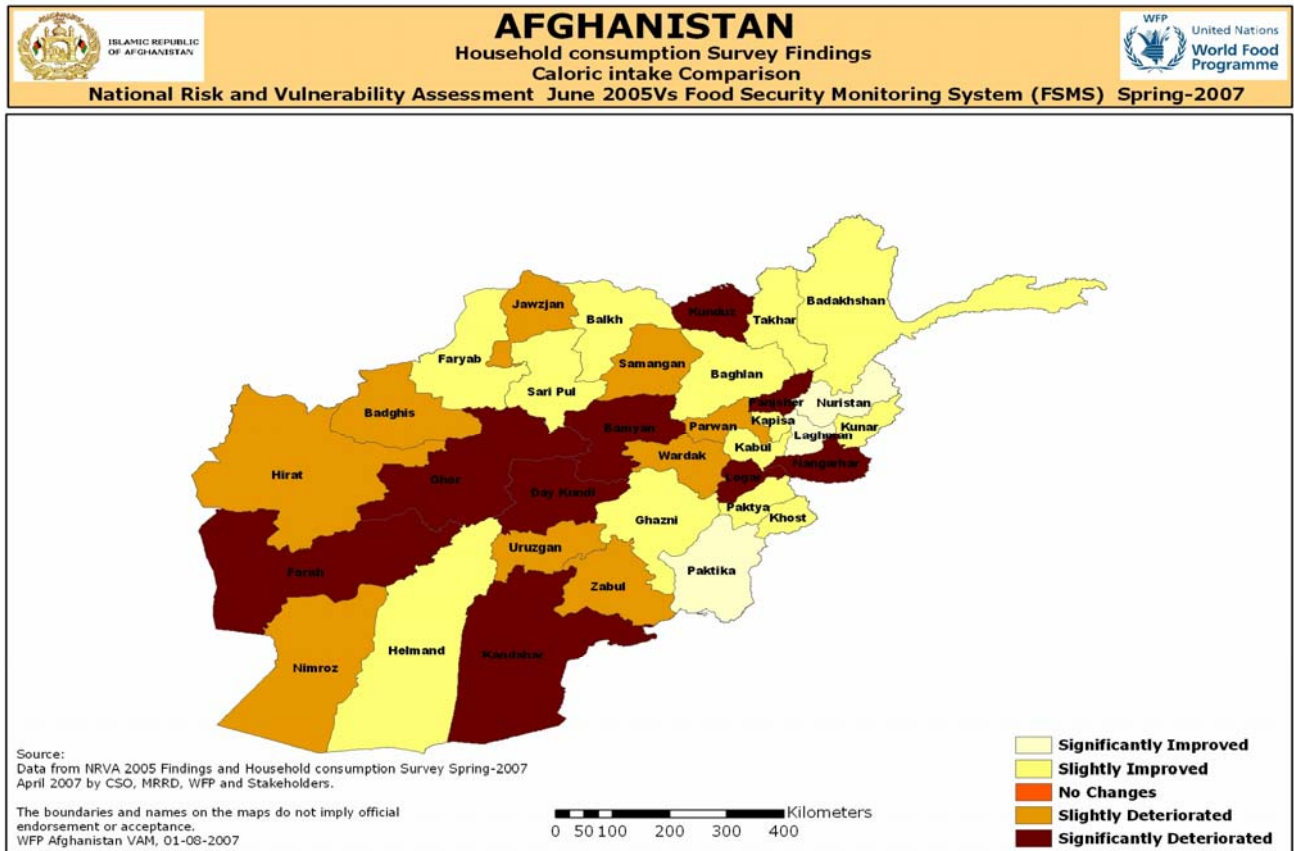 ISLAMIC REPUBLIC
OF AFGHANISTAN
AFGHANISTAN
Household consumption Survey Findings
Caloric intake Comparison
National Risk and Vulnerability Assessment June 2005Vs Food Security Monitoring System (FSMS) Spring-2007
WFP
United Nations
World Food
Programme
Badakhshan
Jawzjan
Kunduz
Takhar
Balkh
Faryab
Samangan
Baghlan
Sari Pul
Panjsher
Nuristan
Badghis
Kapisa
Parwan
Bamyan
Kunar
Laghman
Kabul
Wardak
Nangarhar
Hirat
Ghor
Logar
Day Kundi
Paktya
Khost
Ghazni
Uruzgan
Paktika
Farah
Zabul
Helmand
Kandahar
Nimroz
Source:
Data from NRVA 2005 Findings and Household consumption Survey Spring-2007
April 2007 by CSO, MRRD, WFP and Stakeholders.
The boundaries and names on the maps do not imply official
endorsement or acceptance.
WFP Afghanistan VAM, 01-08-2007
Kilometers
0 50 100 200 300 400
Significantly Improved
Slightly Improved
No Changes
Slightly Deteriorated
Significantly Deteriorated